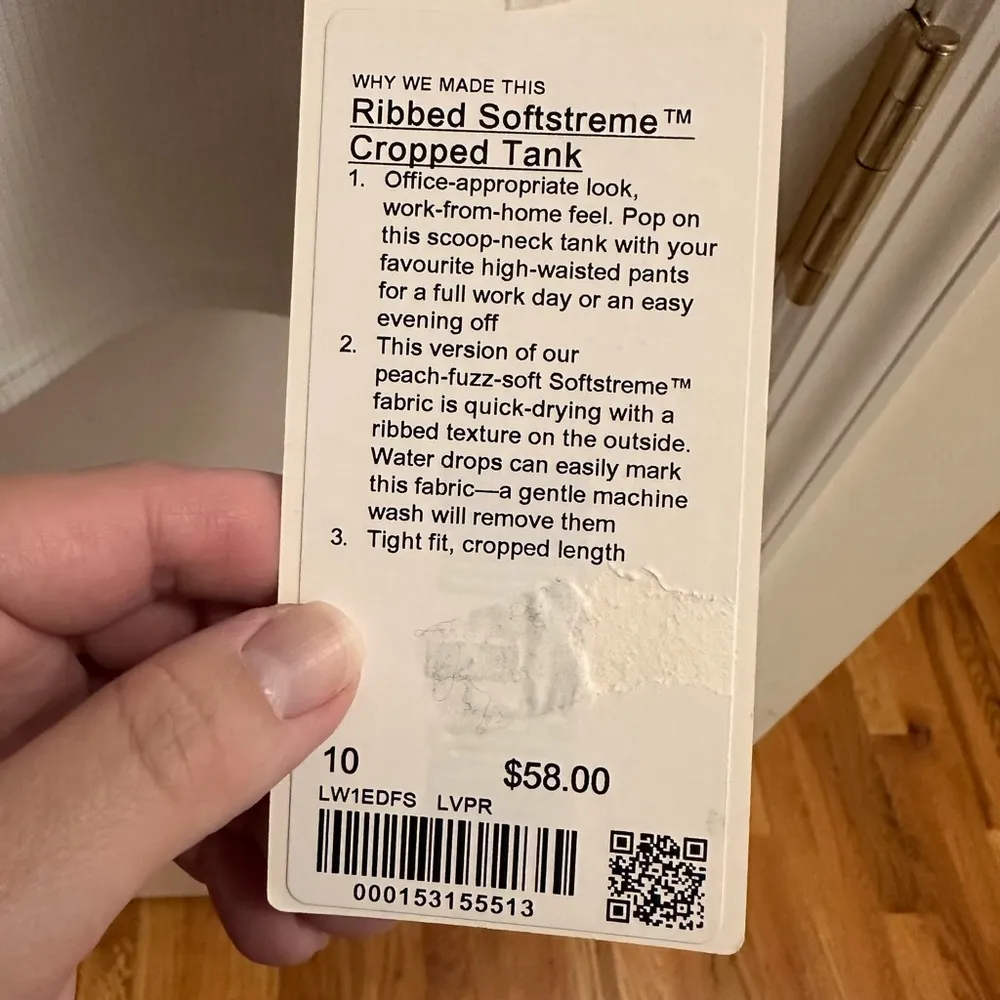 WHY WE MADE THIS
Ribbed Softstreme™
Cropped Tank
1. Office-appropriate look,
work-from-home feel. Pop on
this scoop-neck tank with your
favourite high-waisted pants
for a full work day or an easy
evening off
2. This version of our
peach-fuzz-soft Softstreme™
fabric is quick-drying with a
ribbed texture on the outside.
Water drops can easily mark
this fabric—a gentle machine
wash will remove them
3. Tight fit, cropped length
10 $58.00
LW1EDFS LVPR
000153155513